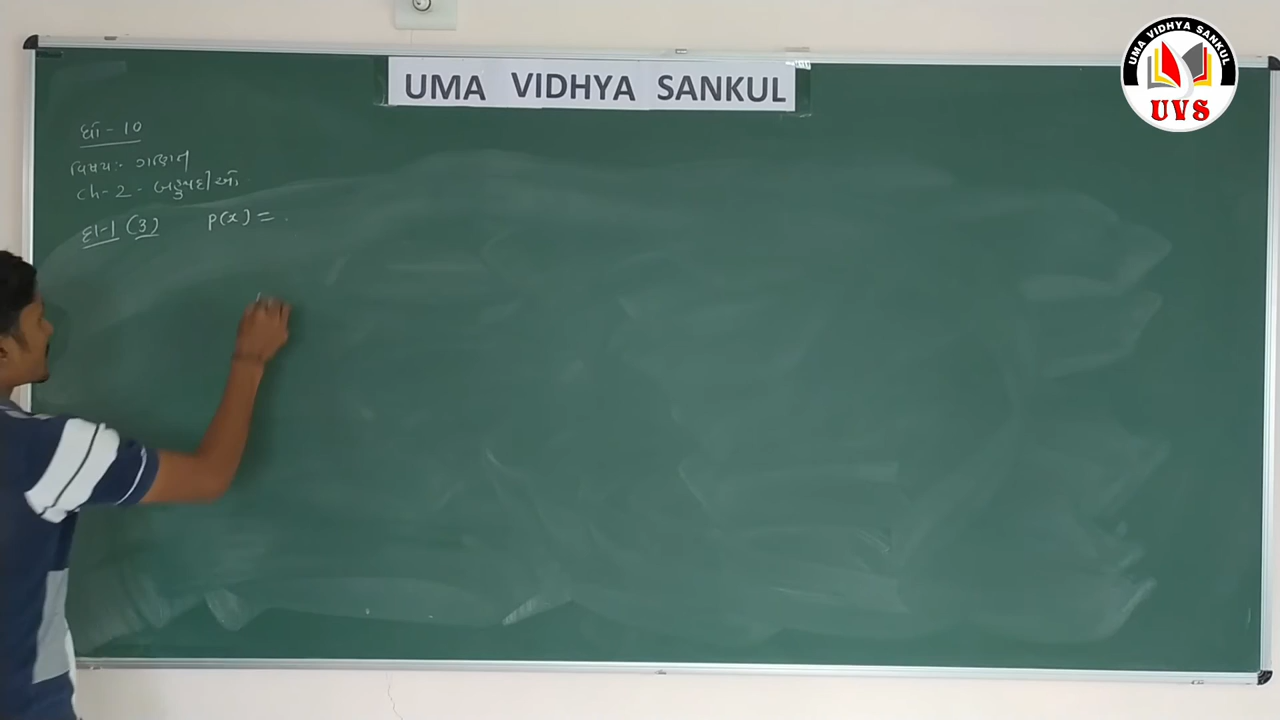 UMA VIDHYA SANKUL
UMA VIDHYA SANKUL
UVS
ધો - 10
વિષય:- ગણિત
Ch-2 - બહુપદીઓ
દા-1 (3) P(x) = .